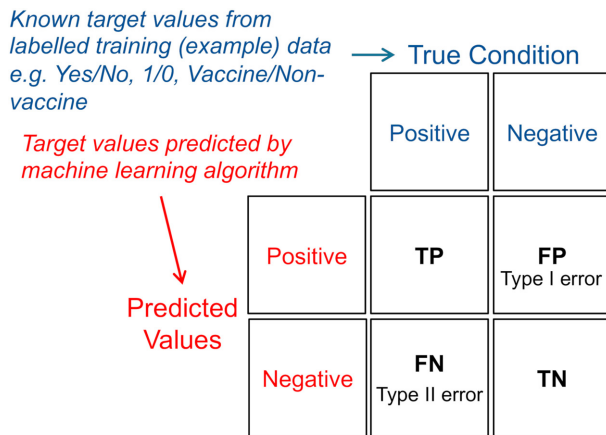 Known target values from
labelled training (example) data
e.g. Yes/No, 1/0, Vaccine/Non-
vaccine
True Condition
Target values predicted by
machine learning algorithm
Positive
Negative
Predicted
Values
Positive
TP
FP
Type I error
Negative
FN
Type II error
TN